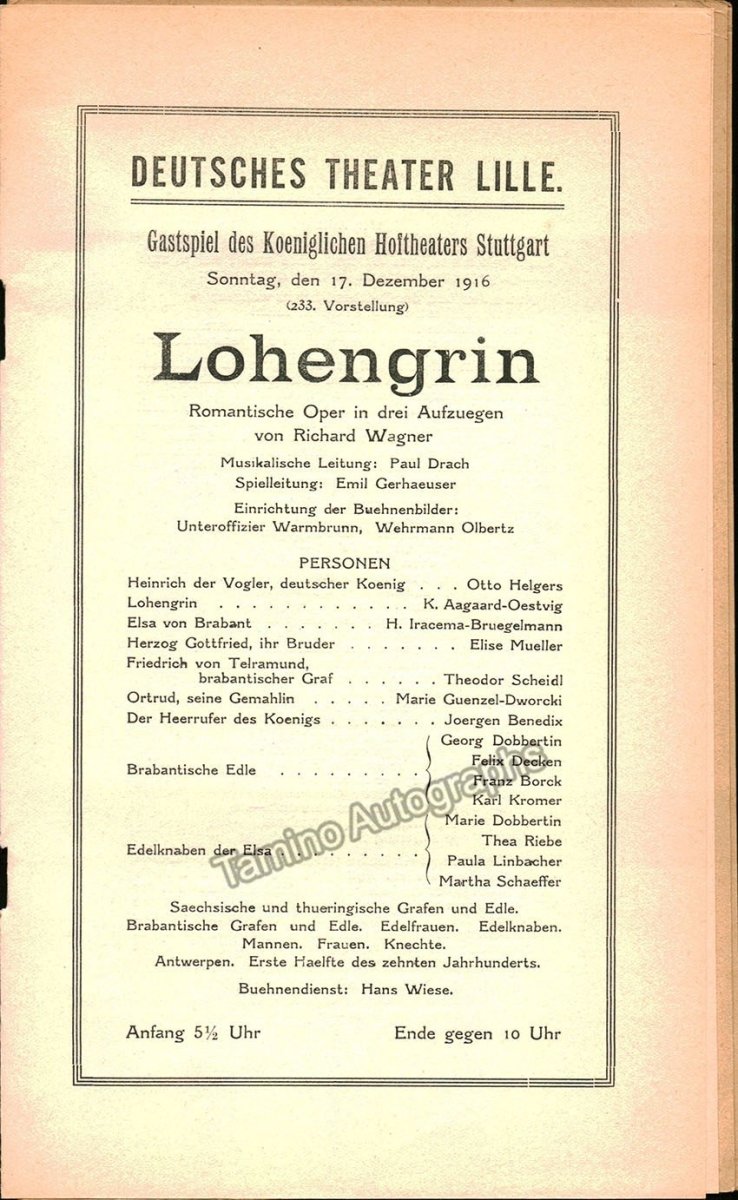 DEUTSCHES THEATER LILLE.
Gastspiel des Koeniglichen Hoftheaters Stuttgart
Sonntag, den 17. Dezember 1916
(233. Vorstellung)
Lohengrin
Romantische Oper in drei Aufzuegen
von Richard Wagner
Musikalische Leitung: Paul Drach
Spielleitung: Emil Gerhaeuser
Einrichtung der Buehnenbilder:
Unteroffizier Warmbrunn, Wehrmann Olbertz
PERSONEN
Heinrich der Vogler, deutscher Koenig . . . Otto Helgers
Lohengrin . . . . . . . . . . . . K. Aagaard-Oestvig
Elsa von Brabant . . . . . . . H. Iracema-Bruegelmann
Herzog Gottfried, ihr Bruder . . . . . . . Elise Mueller
Friedrich von Telramund,
brabantischer Graf . . . . . . Theodor Scheidl
Ortrud, seine Gemahlin . . . . . Marie Guenzel-Dworcki
Der Heerrufer des Koenigs . . . . . . . Joergen Benedix
Georg Dobbertin
Felix Decken
Brabantische Edle . . . . . . . . .
Franz Borck
Karl Kromer
Marie Dobbertin
Thea Riebe
Edelknaben der Elsa . . . . . . . . .
Paula Linbacher
Martha Schaeffer
Tamino Autographs
Saechsische und thueringische Grafen und Edle.
Brabantische Grafen und Edle. Edelfrauen. Edelknaben.
Mannen. Frauen. Knechte.
Antwerpen. Erste Haelfte des zehnten Jahrhunderts.
Buehnendienst: Hans Wiese.
Anfang 5½ Uhr Ende gegen 10 Uhr